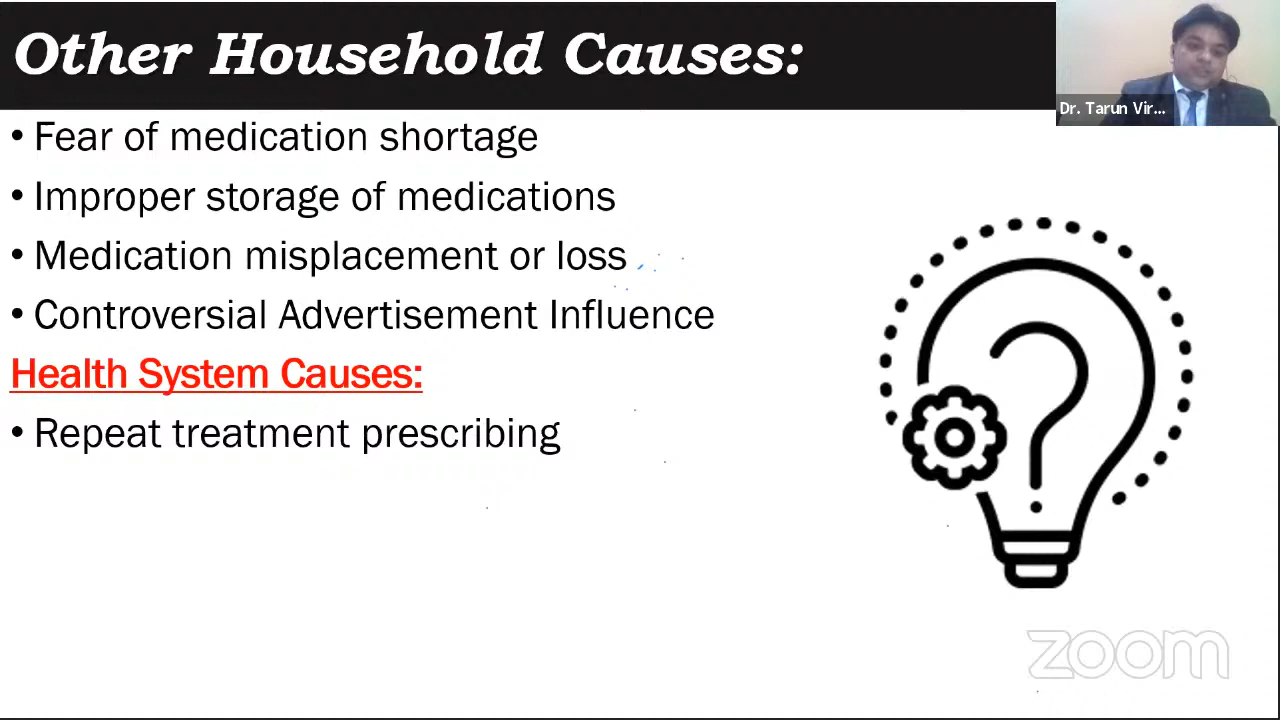 Other Household Causes:
Dr. Tarun Vir...
• Fear of medication shortage
• Improper storage of medications
• Medication misplacement or loss
• Controversial Advertisement Influence
Health System Causes:
• Repeat treatment prescribing
zoom